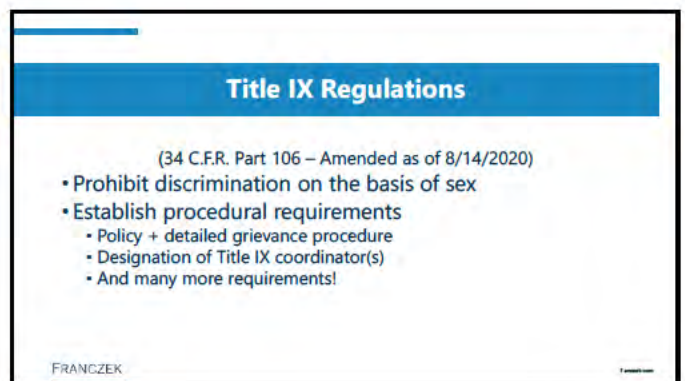 Title IX Regulations
(34 C.F.R. Part 106 – Amended as of 8/14/2020)
• Prohibit discrimination on the basis of sex
• Establish procedural requirements
▪ Policy + detailed grievance procedure
▪ Designation of Title IX coordinator(s)
▪ And many more requirements!
FRANCZEK